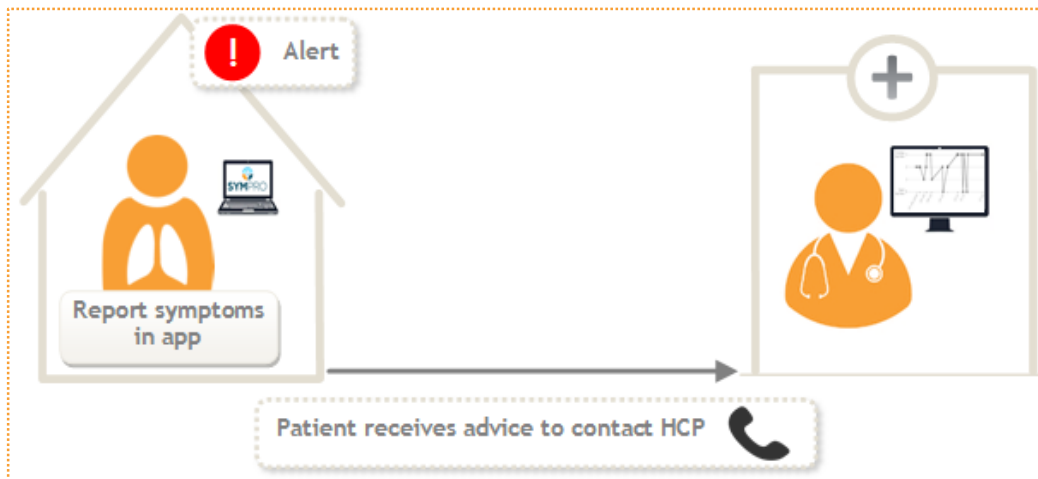 !
Alert
SYMPRO
Report symptoms
in app
Patient receives advice to contact HCP